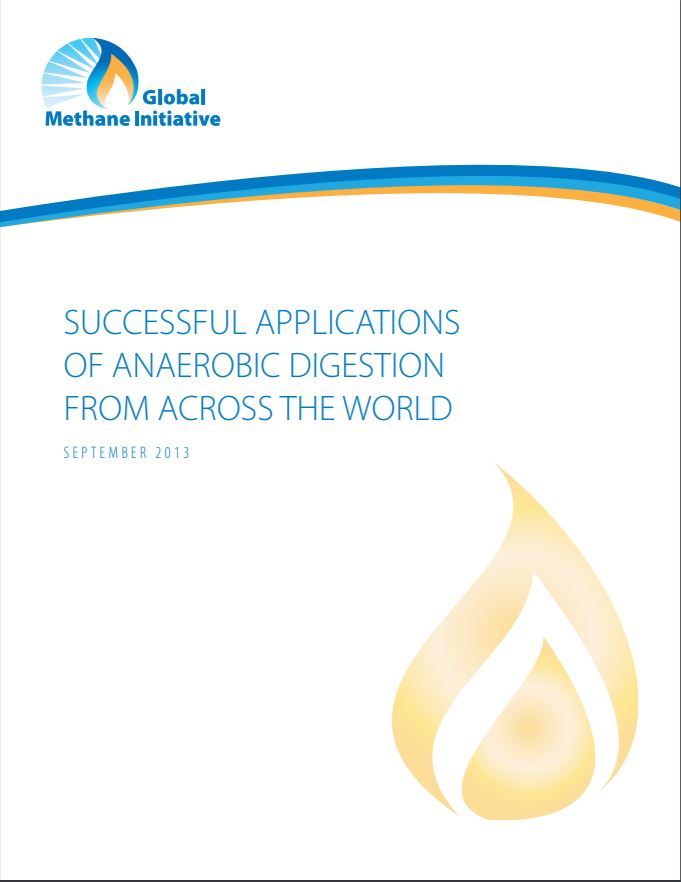 Global
Methane Initiative
SUCCESSFUL APPLICATIONS
OF ANAEROBIC DIGESTION
FROM ACROSS THE WORLD
SEPTEMBER 2013